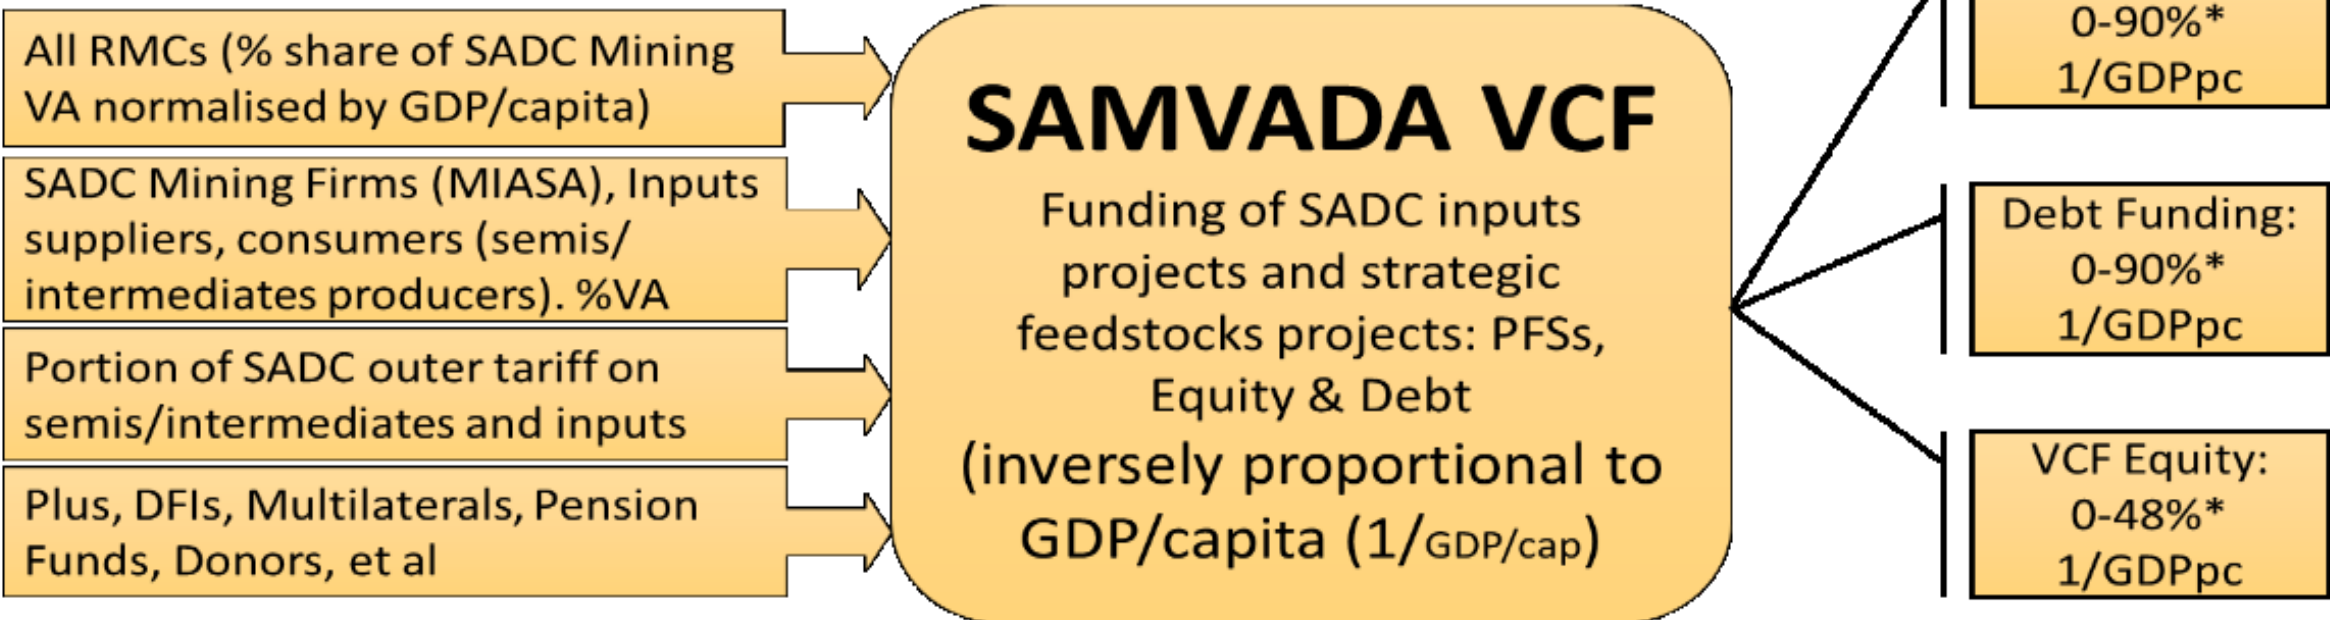 All RMCs (% share of SADC Mining
VA normalised by GDP/capita)
SADC Mining Firms (MIASA), Inputs
suppliers, consumers (semis/
intermediates producers). %VA
Portion of SADC outer tariff on
semis/intermediates and inputs
Plus, DFIs, Multilaterals, Pension
Funds, Donors, et al
SAMVADA VCF
Funding of SADC inputs
projects and strategic
feedstocks projects: PFSs,
Equity & Debt
(inversely proportional to
GDP/capita (1/GDP/cap)
0-90%*
1/GDPpc
Debt Funding:
0-90%*
1/GDPpc
VCF Equity:
0-48%*
1/GDPpc